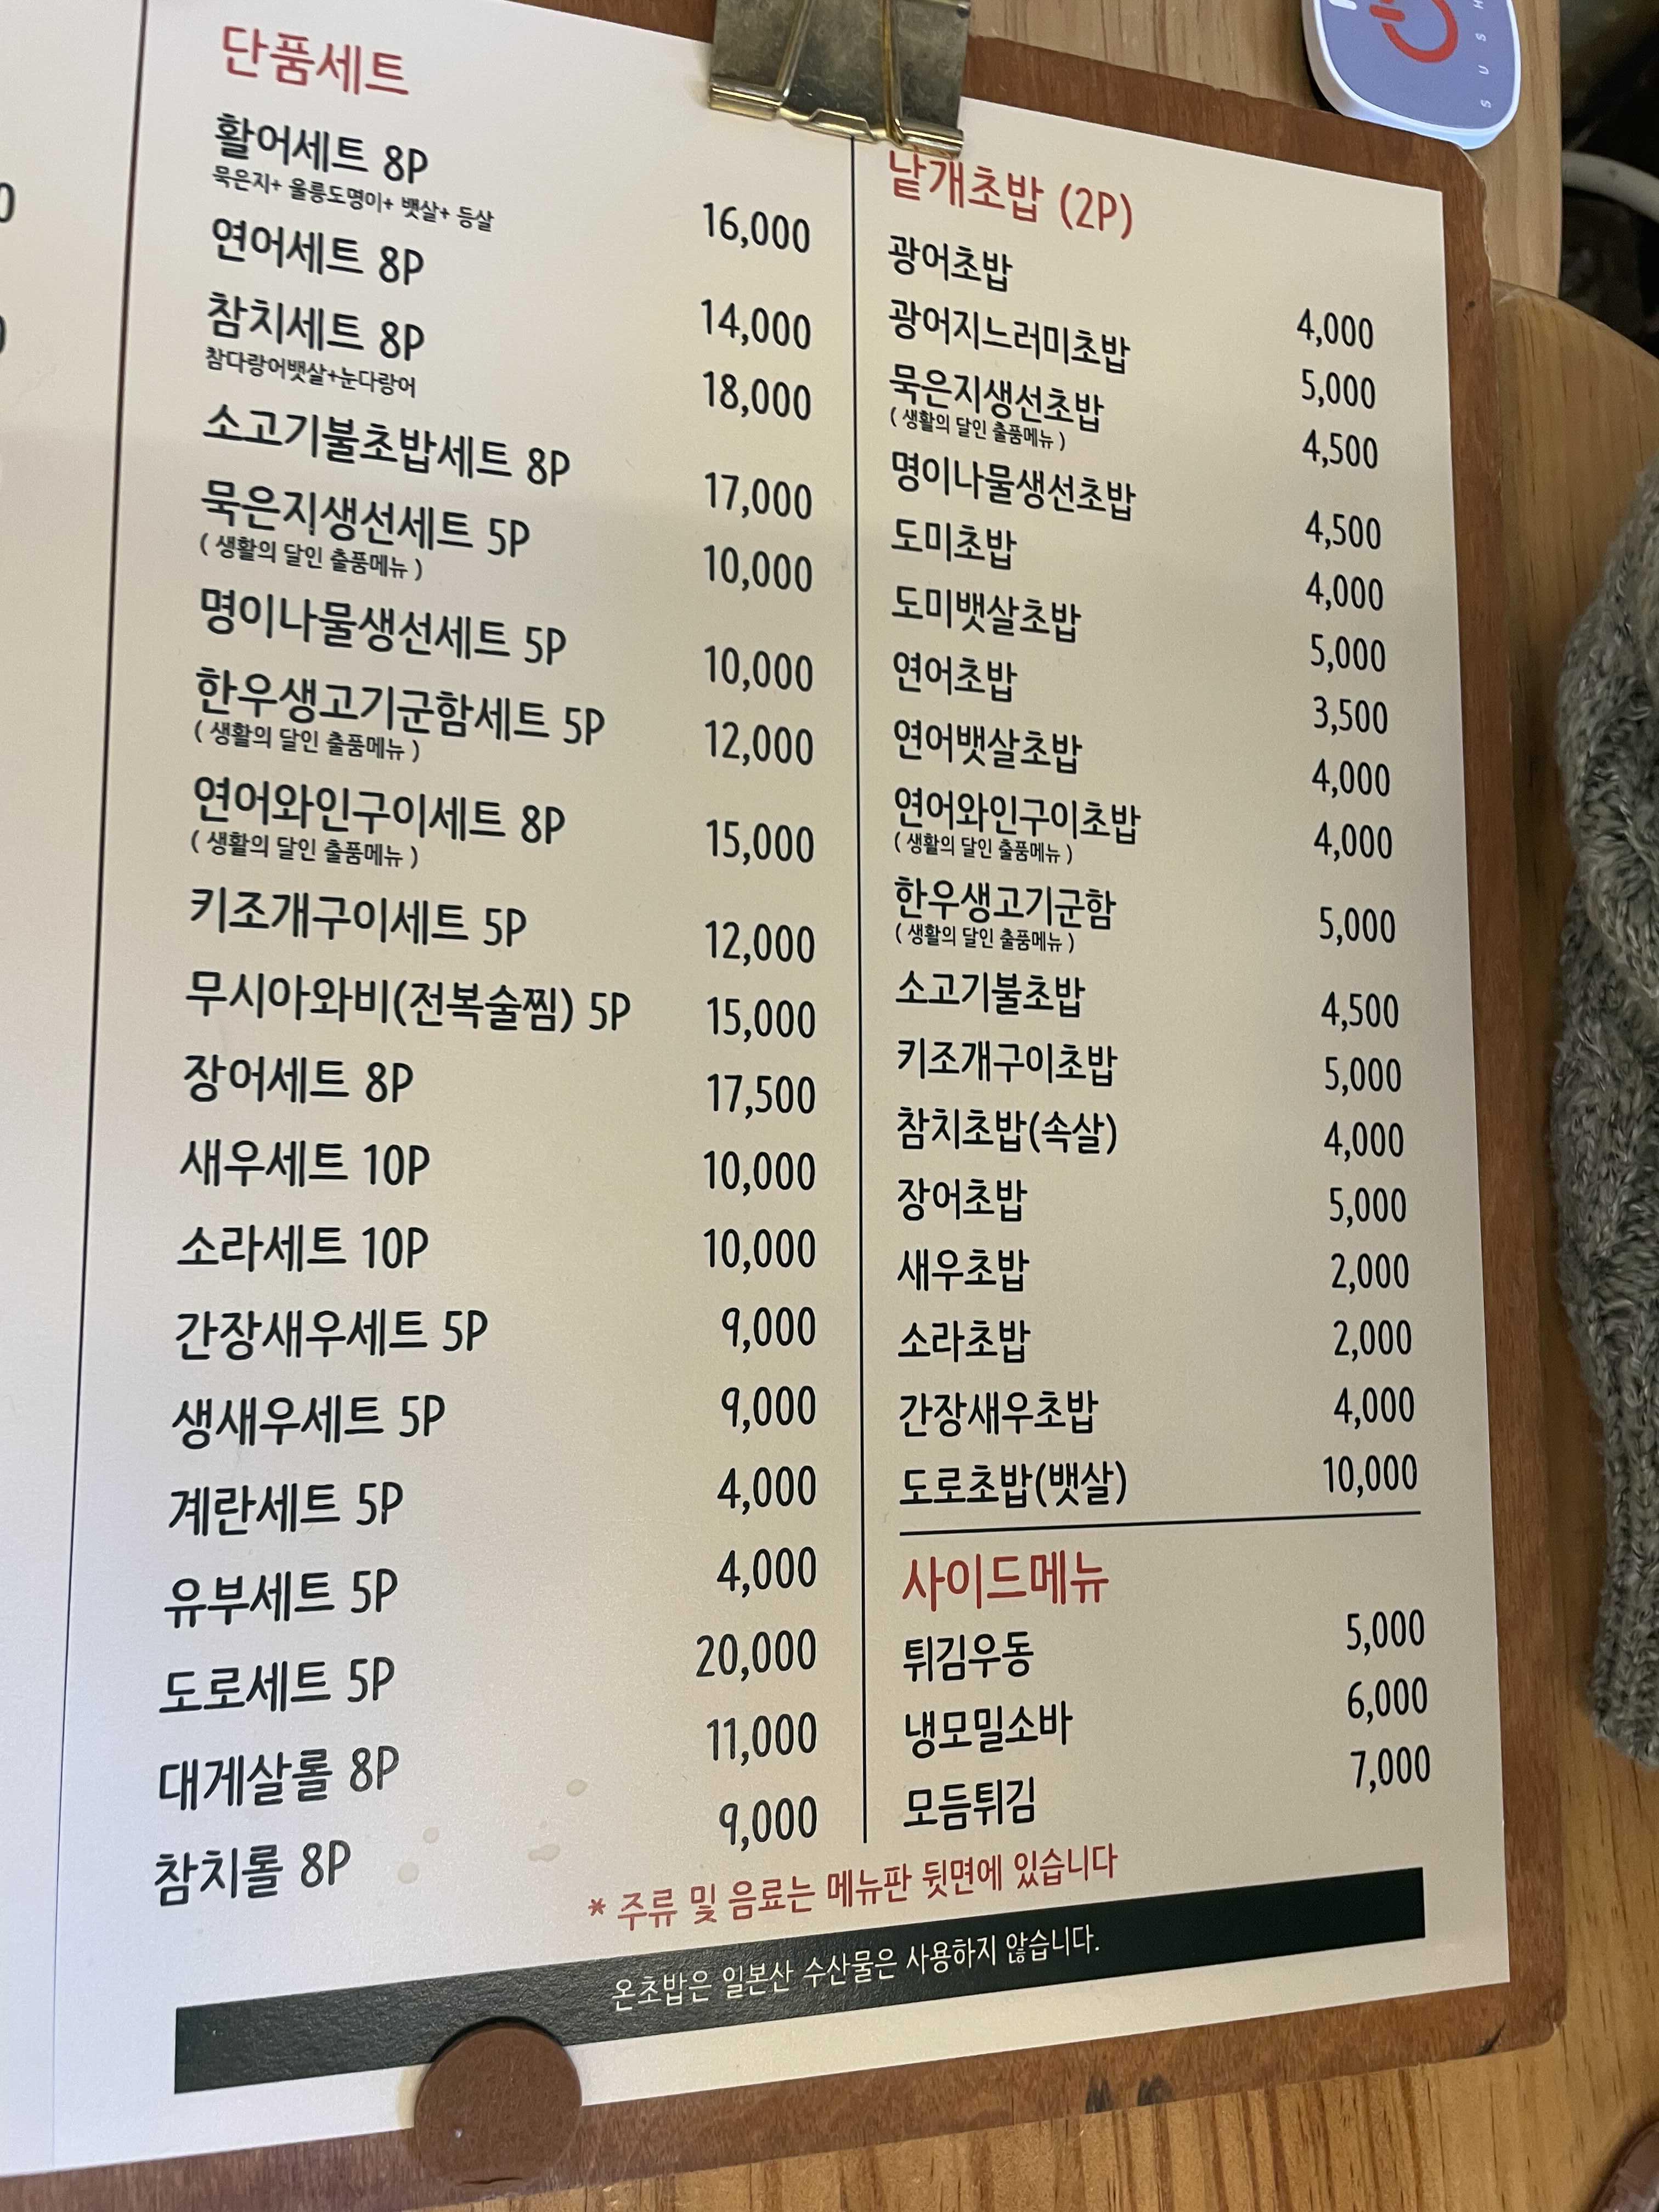 단품세트
활어세트 8P 16,000
묵은지+ 울릉도명이+ 뱃살+ 등살
연어세트 8P 14,000
참치세트 8P 18,000
참다랑어뱃살+눈다랑어
소고기불초밥세트 8P 17,000
묵은지생선세트 5P 10,000
( 생활의 달인 출품메뉴 )
명이나물생선세트 5P 10,000
한우생고기군함세트 5P 12,000
( 생활의 달인 출품메뉴 )
연어와인구이세트 8P 15,000
( 생활의 달인 출품메뉴 )
키조개구이세트 5P 12,000
무시아와비(전복술찜) 5P 15,000
장어세트 8P 17,500
새우세트 10P 10,000
소라세트 10P 10,000
간장새우세트 5P 9,000
생새우세트 5P 9,000
계란세트 5P 4,000
유부세트 5P 4,000
도로세트 5P 20,000
대게살롤 8P 11,000
참치롤 8P 9,000
낱개초밥 (2P)
광어초밥 4,000
광어지느러미초밥 5,000
묵은지생선초밥 4,500
( 생활의 달인 출품메뉴 )
명이나물생선초밥 4,500
도미초밥 4,000
도미뱃살초밥 5,000
연어초밥 3,500
연어뱃살초밥 4,000
연어와인구이초밥 4,000
( 생활의 달인 출품메뉴 )
한우생고기군함 5,000
( 생활의 달인 출품메뉴 )
소고기불초밥 4,500
키조개구이초밥 5,000
참치초밥(속살) 4,000
장어초밥 5,000
새우초밥 2,000
소라초밥 2,000
간장새우초밥 4,000
도로초밥(뱃살) 10,000
사이드메뉴
튀김우동 5,000
냉모밀소바 6,000
모듬튀김 7,000
* 주류 및 음료는 메뉴판 뒷면에 있습니다
온초밥은 일본산 수산물은 사용하지 않습니다.